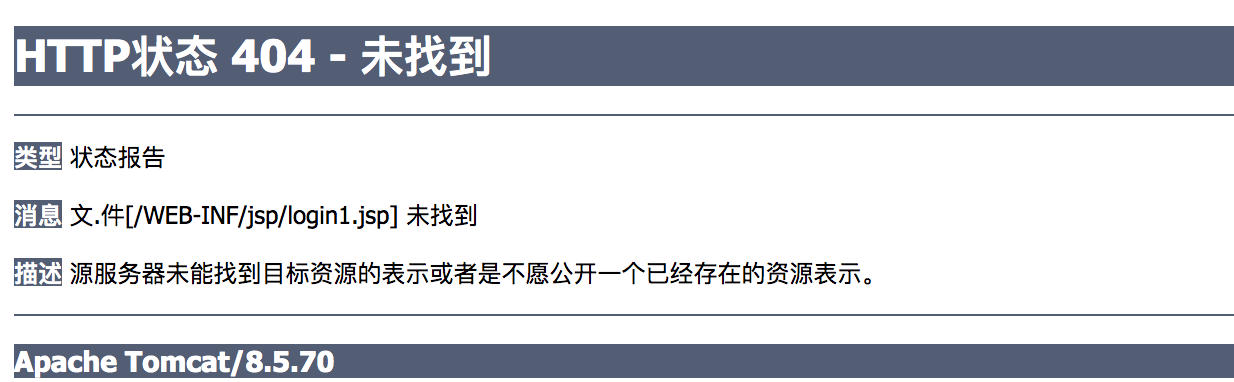 HTTP状态 404 - 未找到
类型 状态报告
消息 文.件[/WEB-INF/jsp/login1.jsp] 未找到
描述 源服务器未能找到目标资源的表示或者是不愿公开一个已经存在的资源表示。
Apache Tomcat/8.5.70